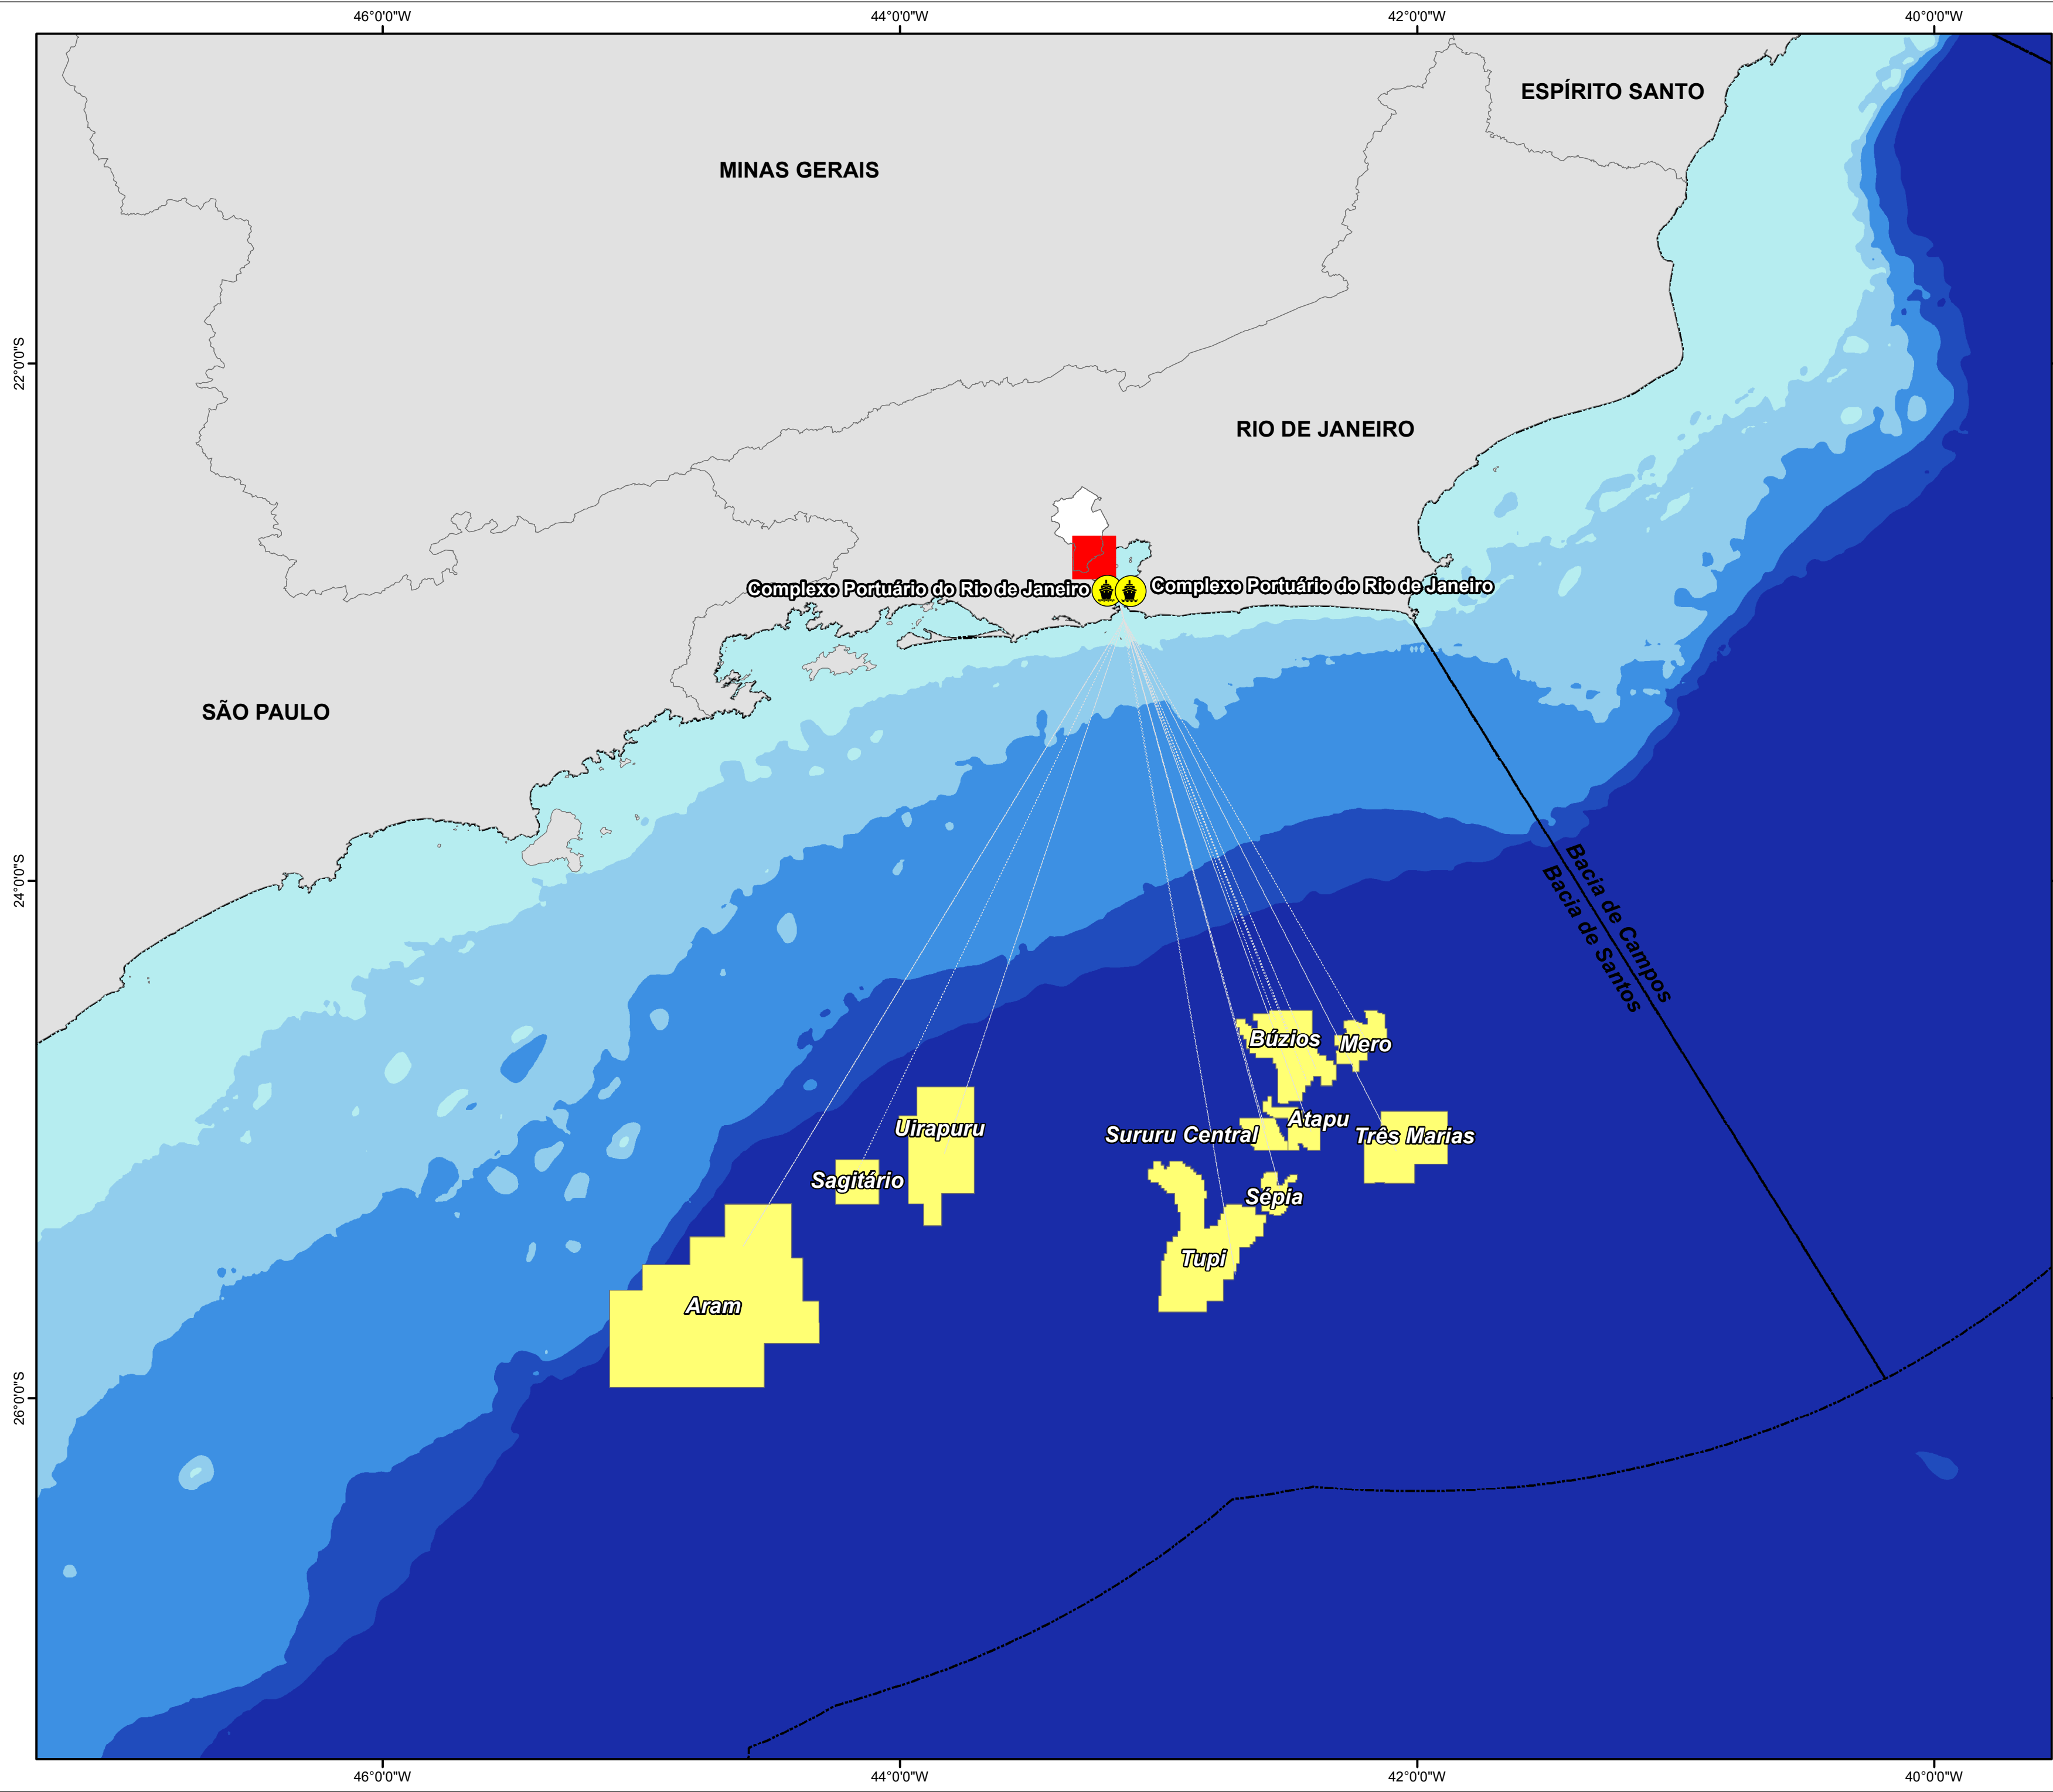 46°0'0"W
44°0'0"W
42°0'0"W
40°0'0"W
ESPÍRITO SANTO
MINAS GERAIS
22°0'0"S
RIO DE JANEIRO
Complexo Portuário do Rio de Janeiro
Complexo Portuário do Rio de Janeiro
SÃO PAULO
24°0'0"S
Bacia de Campos
Bacia de Santos
Búzios
Mero
Atapu
Uirapuru
Sururu Central
Três Marias
Sagitário
Sépia
Tupi
Aram
26°0'0"S
46°0'0"W
44°0'0"W
42°0'0"W
40°0'0"W